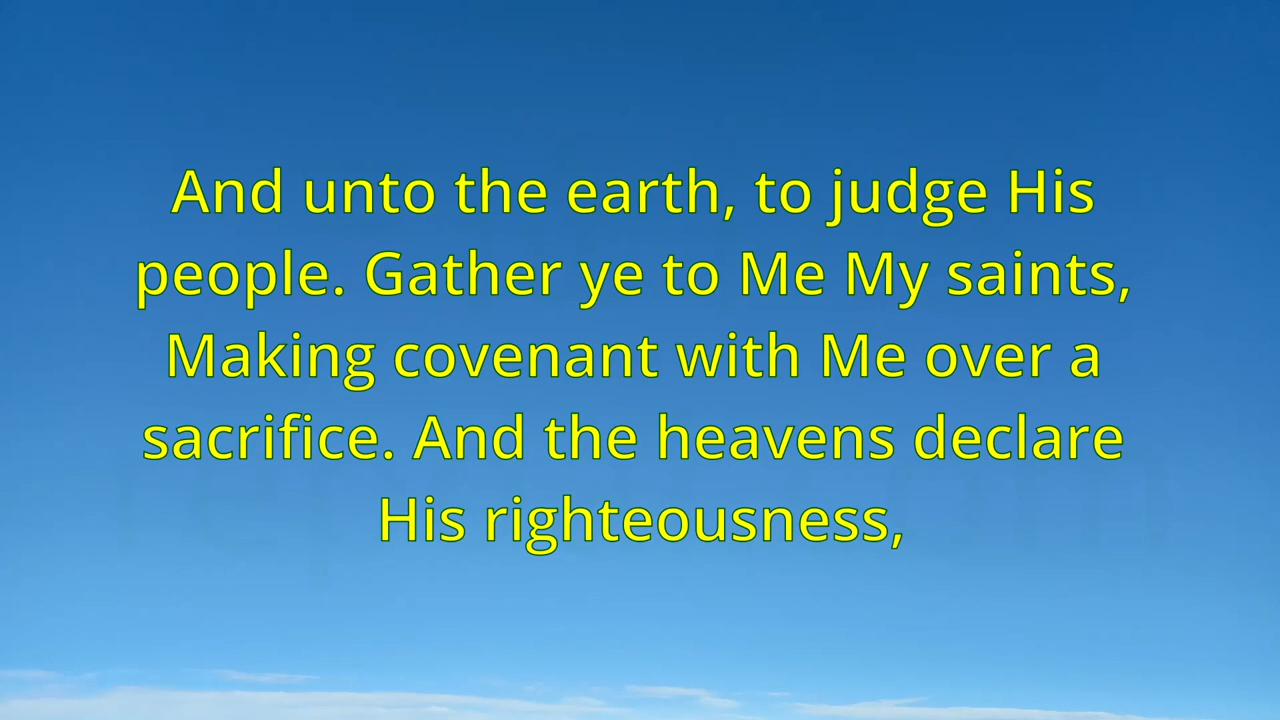 And unto the earth, to judge His
people. Gather ye to Me My saints,
Making covenant with Me over a
sacrifice. And the heavens declare
His righteousness,